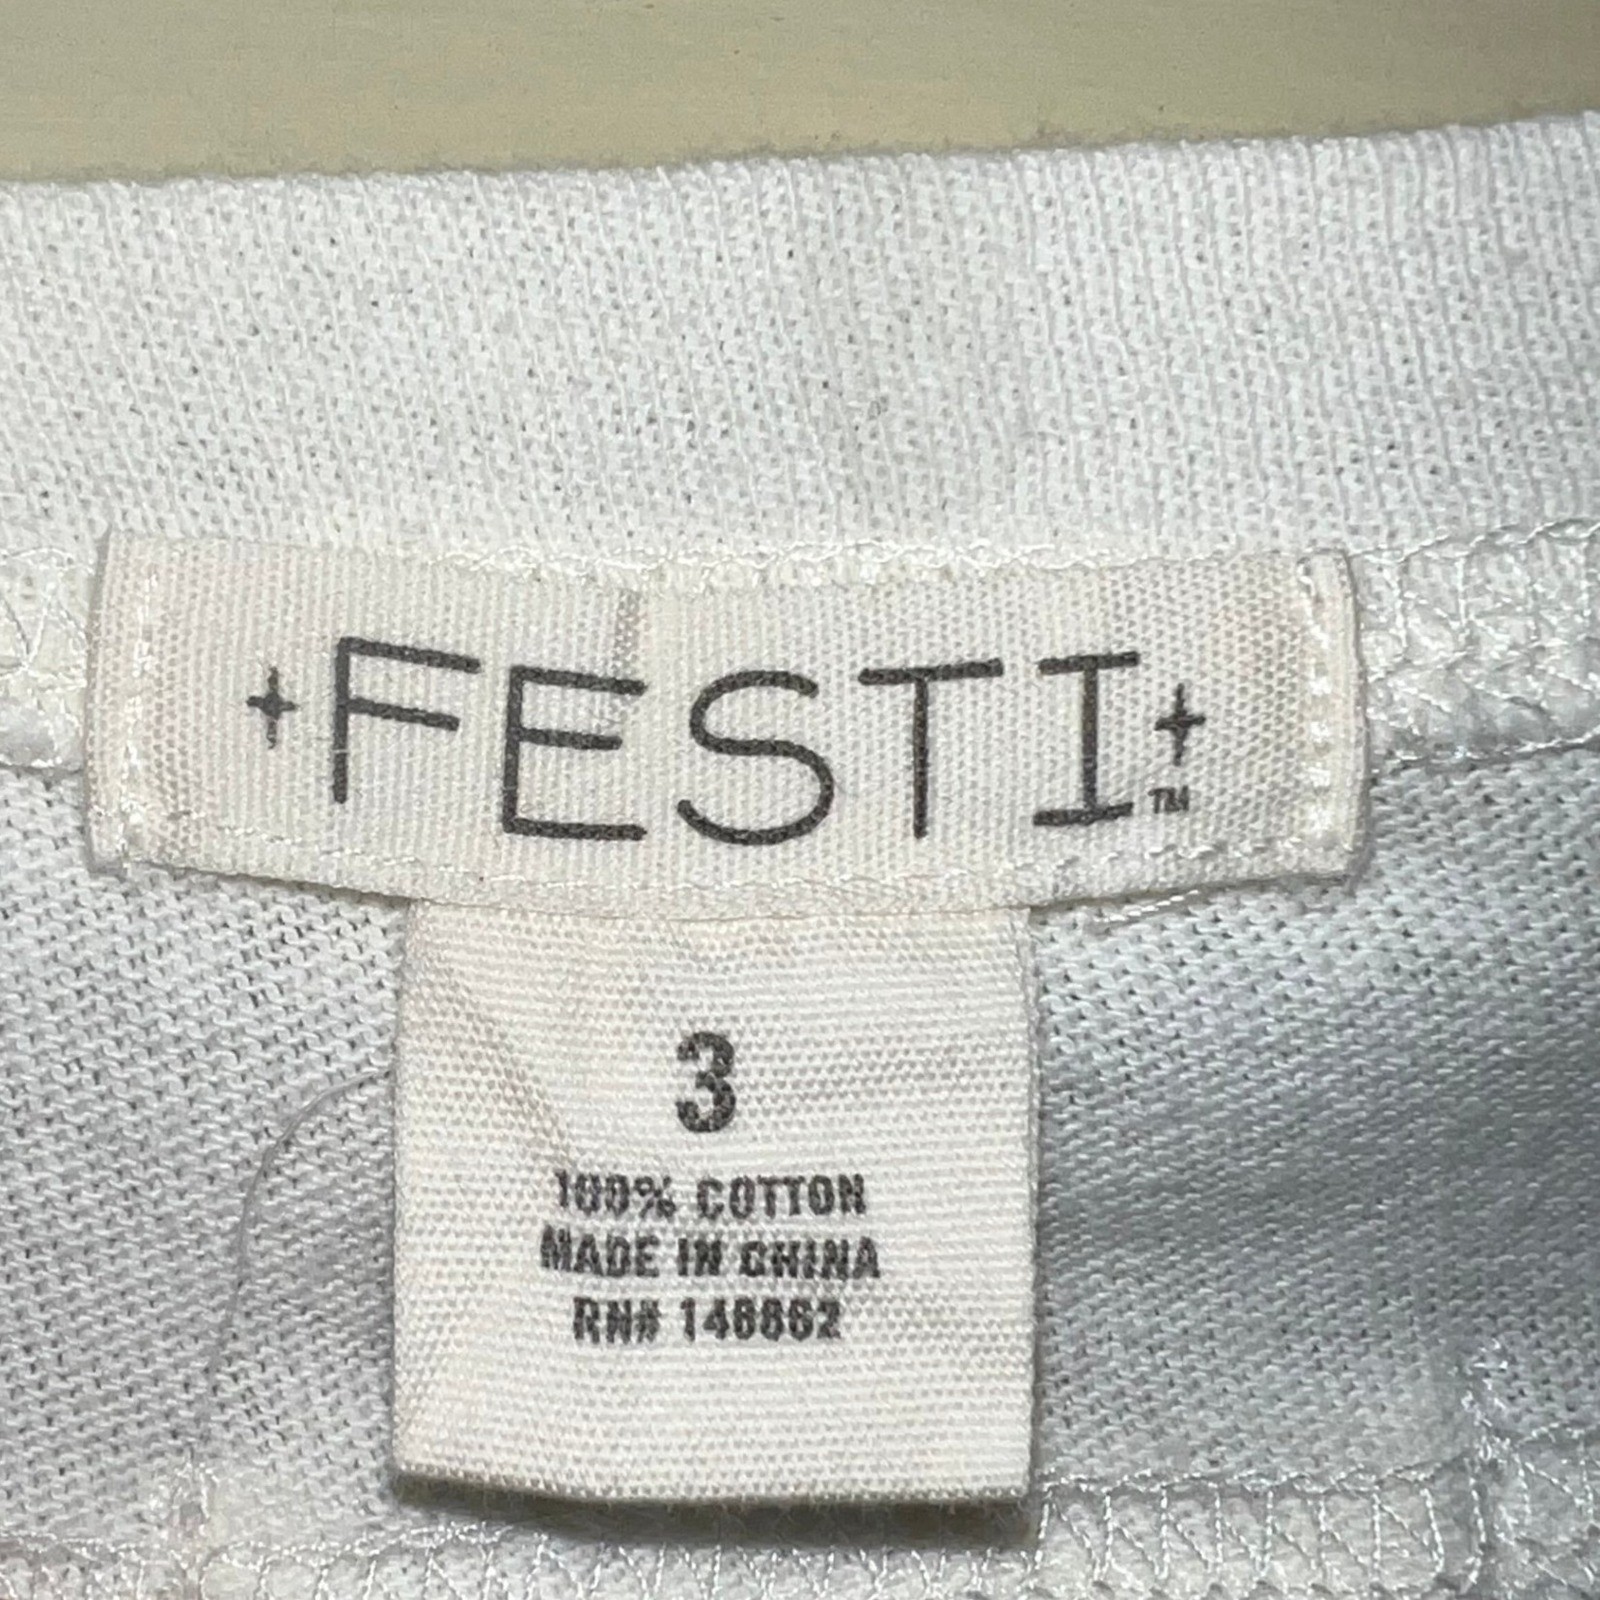 FESTI
TM
3
100% COTTON
MADE IN CHINA
RN# 148862